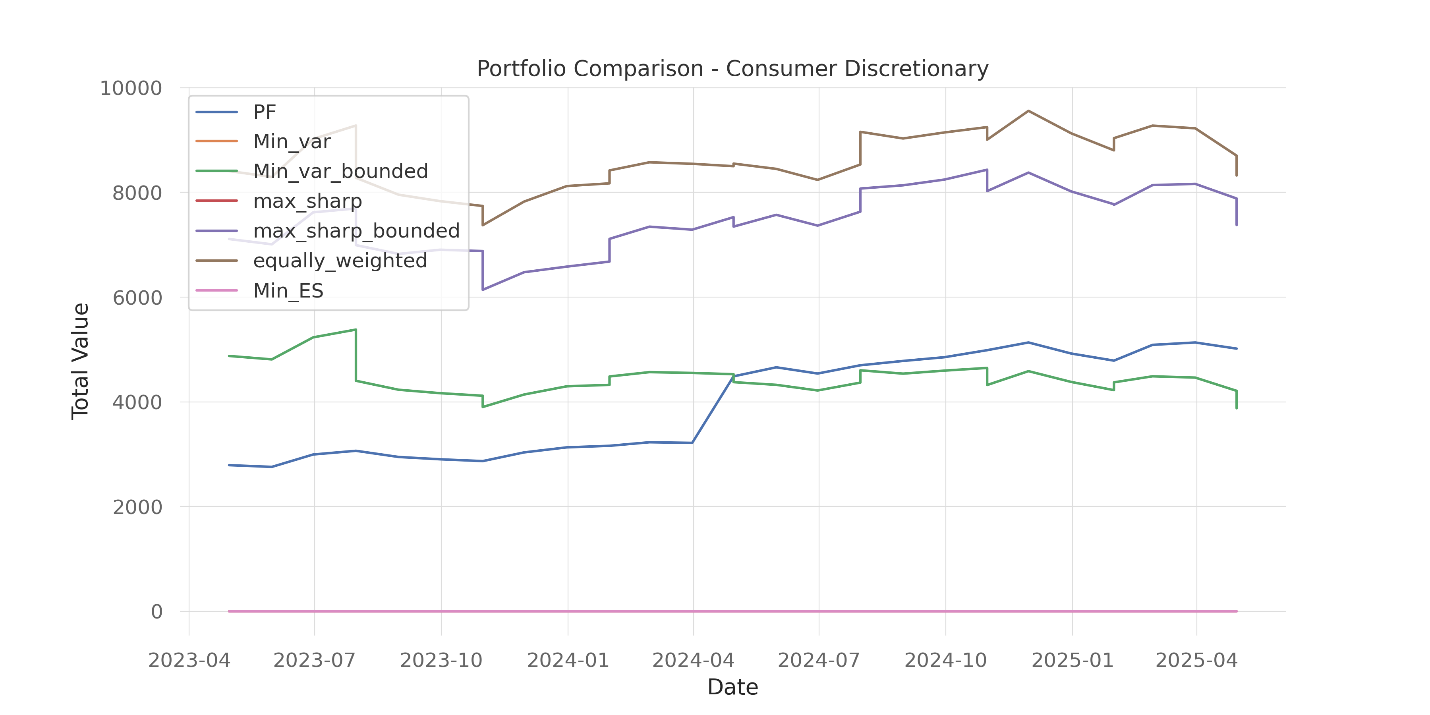 Portfolio Comparison - Consumer Discretionary
10000
8000
6000
4000
2000
0
Total Value
PF
Min_var
Min_var_bounded
max_sharp
max_sharp_bounded
equally_weighted
Min_ES
2023-04 2023-07 2023-10 2024-01 2024-04 2024-07 2024-10 2025-01 2025-04
Date